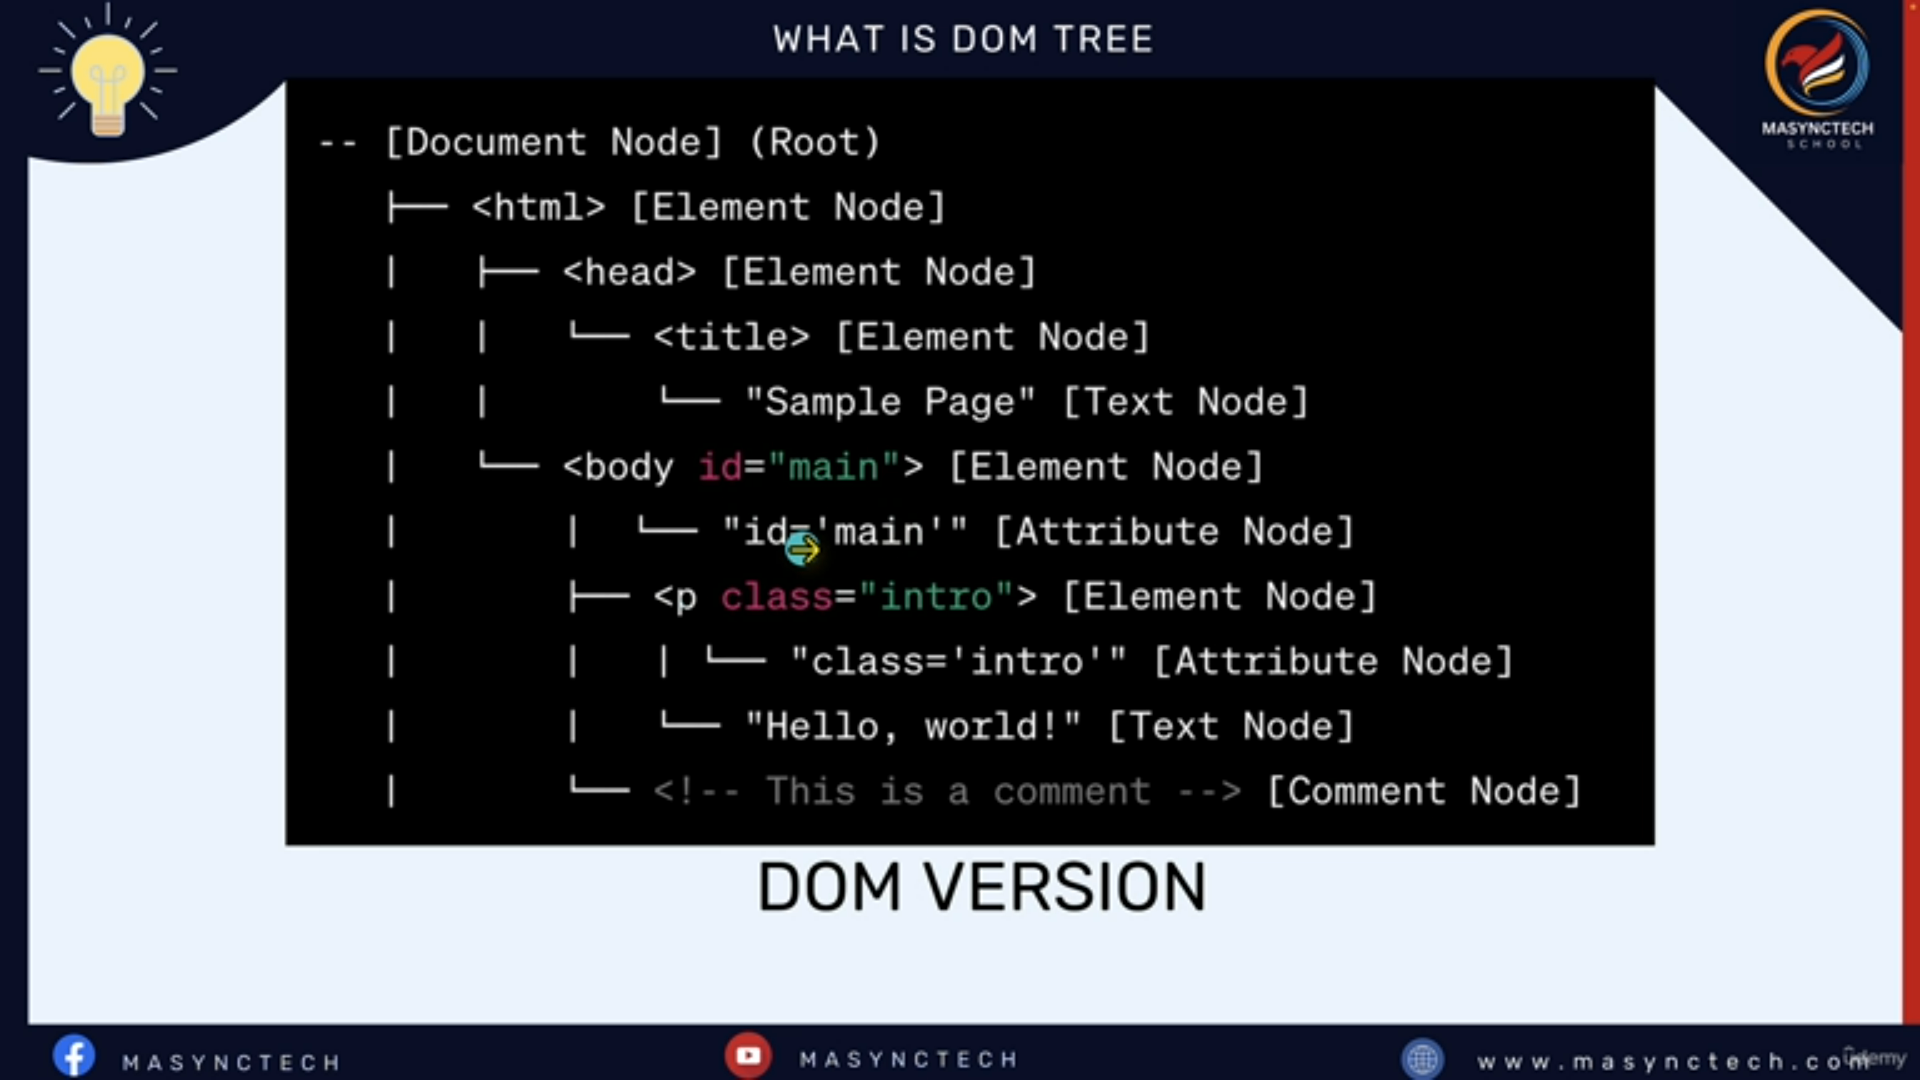 WHAT IS DOM TREE
MASYNCTECH
SCHOOL
-- [Document Node] (Root)
├── <html> [Element Node]
│   ├── <head> [Element Node]
│   │   └── <title> [Element Node]
│   │       └── "Sample Page" [Text Node]
│   └── <body id="main"> [Element Node]
│       │  └── "id='main'" [Attribute Node]
│       ├── <p class="intro"> [Element Node]
│       │   │ └── "class='intro'" [Attribute Node]
│       │   └── "Hello, world!" [Text Node]
│       └── <!-- This is a comment --> [Comment Node]
DOM VERSION
MASYNCTECH
MASYNCTECH
www.masynctech.com
ûdemy